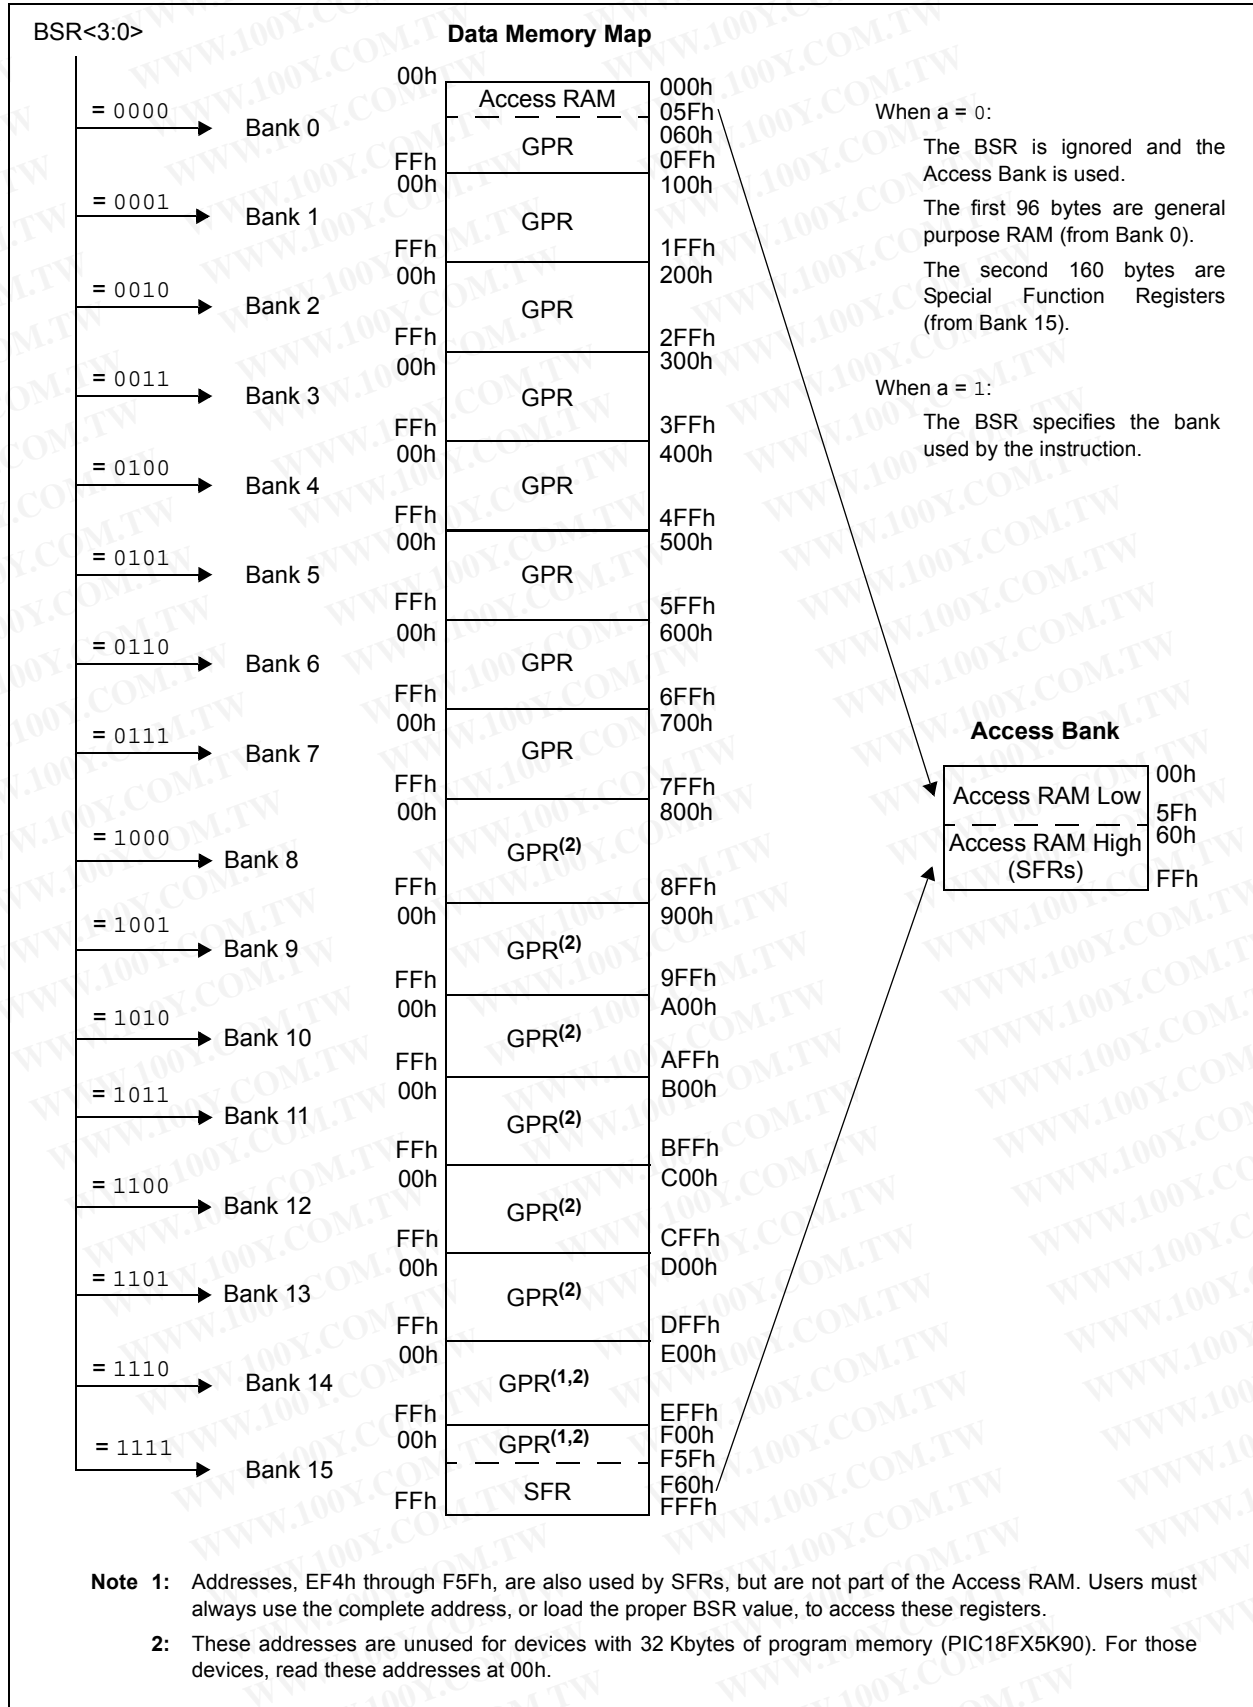 BSR<3:0>
Data Memory Map
= 0000
Bank 0
00h
Access RAM
000h
05Fh
GPR
060h
FFh
0FFh
= 0001
Bank 1
00h
GPR
100h
FFh
1FFh
= 0010
Bank 2
00h
GPR
200h
FFh
2FFh
= 0011
Bank 3
00h
GPR
300h
FFh
3FFh
= 0100
Bank 4
00h
GPR
400h
FFh
4FFh
= 0101
Bank 5
00h
GPR
500h
FFh
5FFh
= 0110
Bank 6
00h
GPR
600h
FFh
6FFh
= 0111
Bank 7
00h
GPR
700h
FFh
7FFh
= 1000
Bank 8
00h
GPR(2)
800h
FFh
8FFh
= 1001
Bank 9
00h
GPR(2)
900h
FFh
9FFh
= 1010
Bank 10
00h
GPR(2)
A00h
FFh
AFFh
= 1011
Bank 11
00h
GPR(2)
B00h
FFh
BFFh
= 1100
Bank 12
00h
GPR(2)
C00h
FFh
CFFh
= 1101
Bank 13
00h
GPR(2)
D00h
FFh
DFFh
= 1110
Bank 14
00h
GPR(1,2)
E00h
FFh
EFFh
= 1111
Bank 15
00h
GPR(1,2)
F00h
F5Fh
SFR
F60h
FFh
FFFh
When a = 0:
The BSR is ignored and the
Access Bank is used.
The first 96 bytes are general
purpose RAM (from Bank 0).
The second 160 bytes are
Special Function Registers
(from Bank 15).
When a = 1:
The BSR specifies the bank
used by the instruction.
Access Bank
Access RAM Low
00h
5Fh
Access RAM High
(SFRs)
60h
FFh
Note 1: Addresses, EF4h through F5Fh, are also used by SFRs, but are not part of the Access RAM. Users must
always use the complete address, or load the proper BSR value, to access these registers.
2: These addresses are unused for devices with 32 Kbytes of program memory (PIC18FX5K90). For those
devices, read these addresses at 00h.
WWW.100Y.COM.TW